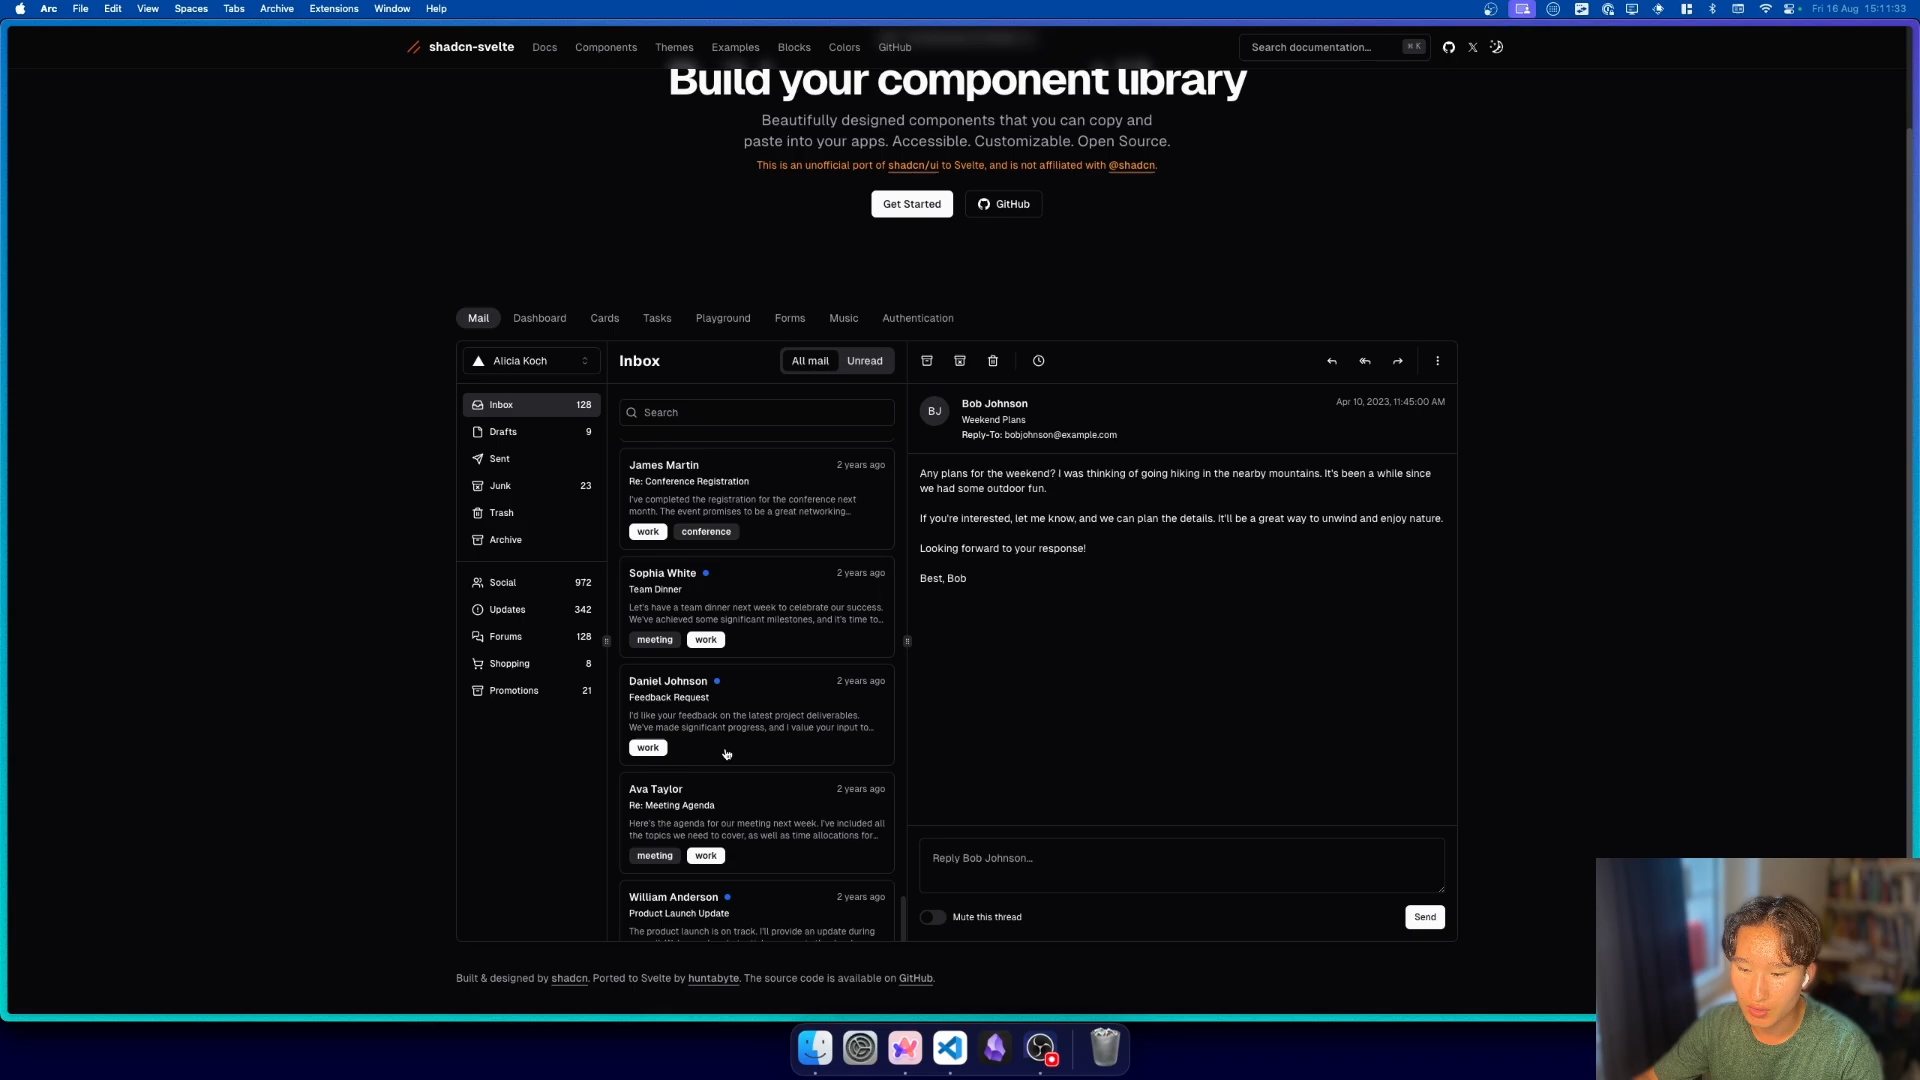 Arc File Edit View Spaces Tabs Archive Extensions Window Help Fri 16 Aug 15:11:33
shadcn-svelte Docs Components Themes Examples Blocks Colors GitHub Search documentation... ⌘ K
Build your component library
Beautifully designed components that you can copy and
paste into your apps. Accessible. Customizable. Open Source.
This is an unofficial port of shadcn/ui to Svelte, and is not affiliated with @shadcn.
Get Started GitHub
Mail Dashboard Cards Tasks Playground Forms Music Authentication
Alicia Koch
Inbox 128
Drafts 9
Sent
Junk 23
Trash
Archive
Social 972
Updates 342
Forums 128
Shopping 8
Promotions 21
Inbox All mail Unread
Search
James Martin 2 years ago
Re: Conference Registration
I've completed the registration for the conference next
month. The event promises to be a great networking...
work conference
Sophia White 2 years ago
Team Dinner
Let's have a team dinner next week to celebrate our success.
We've achieved some significant milestones, and it's time to...
meeting work
Daniel Johnson 2 years ago
Feedback Request
I'd like your feedback on the latest project deliverables.
We've made significant progress, and I value your input to...
work
Ava Taylor 2 years ago
Re: Meeting Agenda
Here's the agenda for our meeting next week. I've included all
the topics we need to cover, as well as time allocations for...
meeting work
William Anderson 2 years ago
Product Launch Update
The product launch is on track. I'll provide an update during
BJ Bob Johnson Apr 10, 2023, 11:45:00 AM
Weekend Plans
Reply-To: bobjohnson@example.com
Any plans for the weekend? I was thinking of going hiking in the nearby mountains. It's been a while since
we had some outdoor fun.
If you're interested, let me know, and we can plan the details. It'll be a great way to unwind and enjoy nature.
Looking forward to your response!
Best, Bob
Reply Bob Johnson...
Mute this thread Send
Built & designed by shadcn. Ported to Svelte by huntabyte. The source code is available on GitHub.